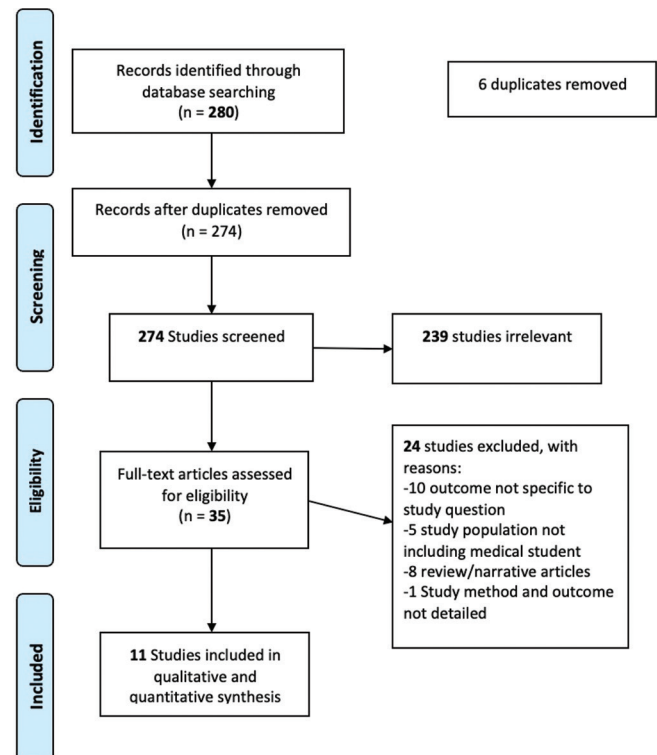 Identification
Records identified through
database searching
(n = 280)
6 duplicates removed
Screening
Records after duplicates removed
(n = 274)
274 Studies screened
239 studies irrelevant
Eligibility
Full-text articles assessed
for eligibility
(n = 35)
24 studies excluded, with
reasons:
-10 outcome not specific to
study question
-5 study population not
including medical student
-8 review/narrative articles
-1 Study method and outcome
not detailed
Included
11 Studies included in
qualitative and
quantitative synthesis